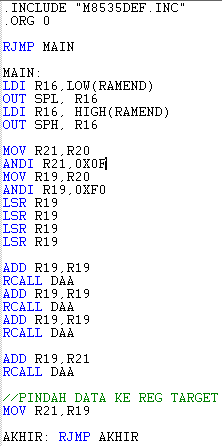 .INCLUDE "M8535DEF.INC"
.ORG 0
RJMP MAIN
MAIN:
LDI R16,LOW(RAMEND)
OUT SPL, R16
LDI R16, HIGH(RAMEND)
OUT SPH, R16
MOV R21,R20
ANDI R21,0X0F
MOV R19,R20
ANDI R19,0XF0
LSR R19
LSR R19
LSR R19
LSR R19
ADD R19,R19
RCALL DAA
ADD R19,R19
RCALL DAA
ADD R19,R19
RCALL DAA
ADD R19,R21
RCALL DAA
//PINDAH DATA KE REG TARGET
MOV R21,R19
AKHIR: RJMP AKHIR